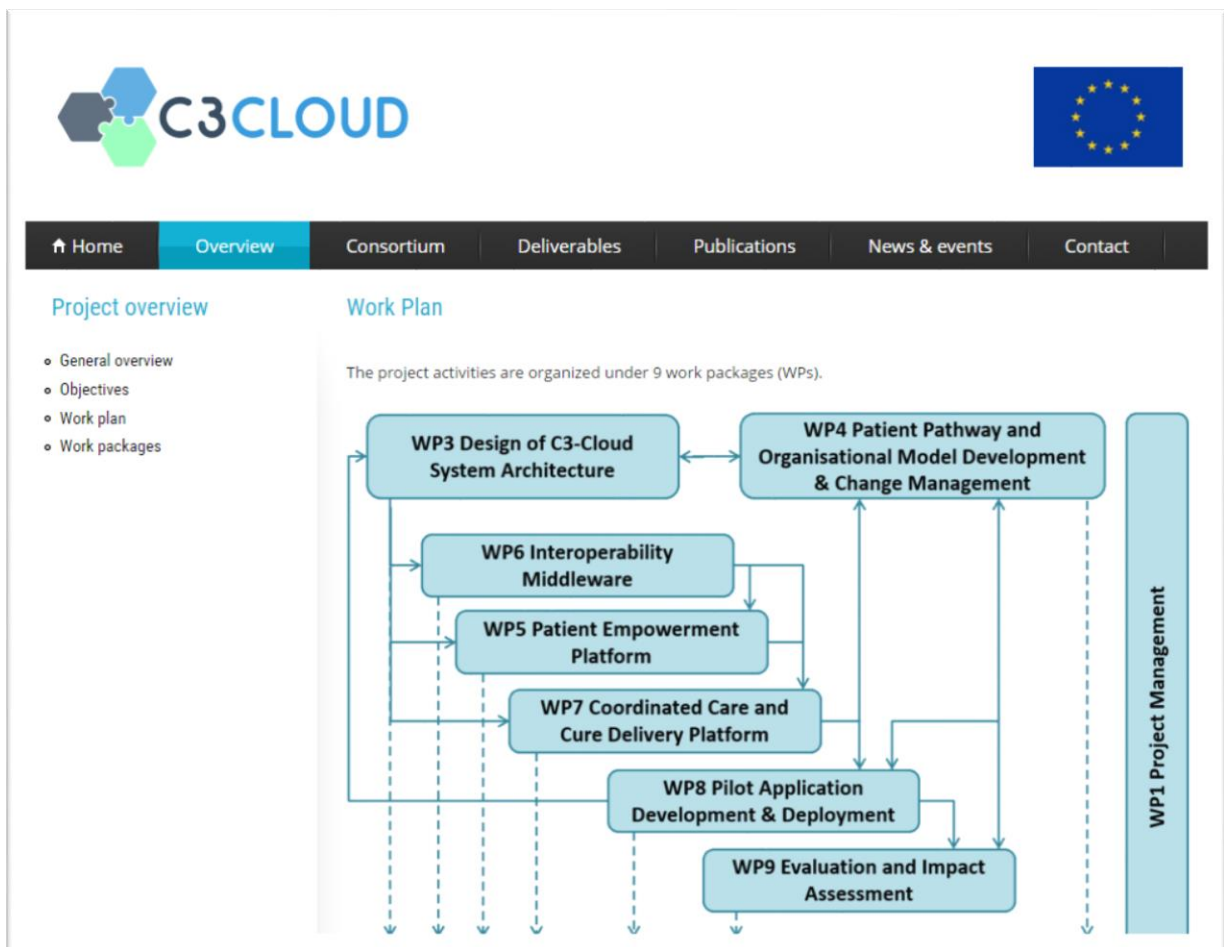 C3CLOUD
Home Overview Consortium Deliverables Publications News & events Contact
Project overview
General overview
Objectives
Work plan
Work packages
Work Plan
The project activities are organized under 9 work packages (WPs).
WP3 Design of C3-Cloud
System Architecture
WP4 Patient Pathway and
Organisational Model Development
& Change Management
WP6 Interoperability
Middleware
WP5 Patient Empowerment
Platform
WP7 Coordinated Care and
Cure Delivery Platform
WP8 Pilot Application
Development & Deployment
WP9 Evaluation and Impact
Assessment
WP1 Project Management